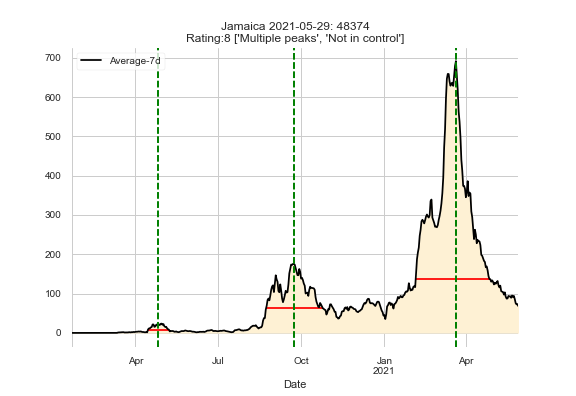 Jamaica 2021-05-29: 48374
Rating:8 ['Multiple peaks', 'Not in control']
Average-7d
700
600
500
400
300
200
100
0
Apr
Jul
Oct
Jan
2021
Apr
Date